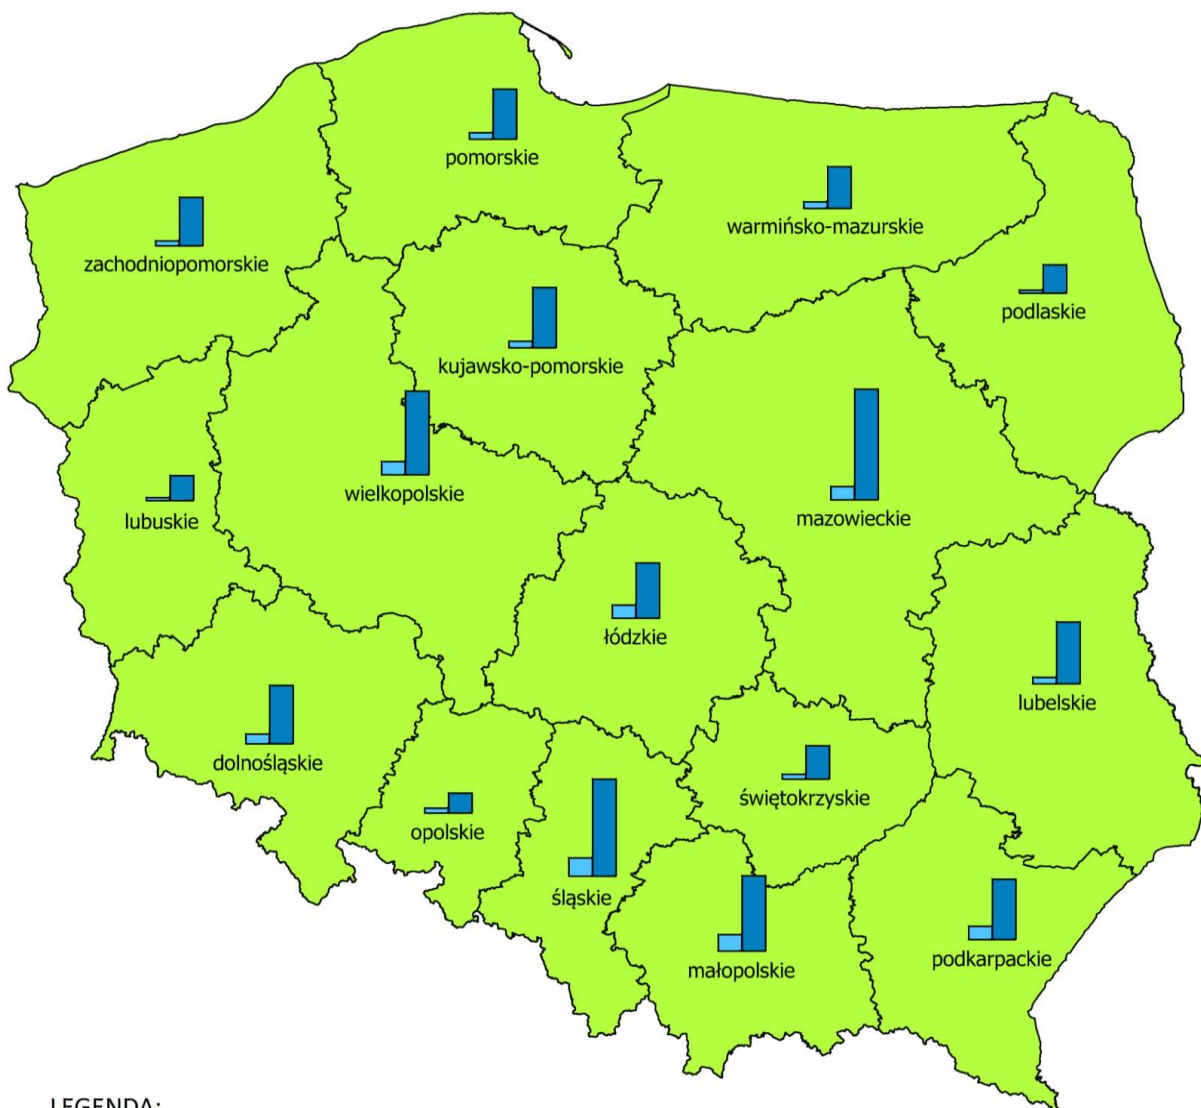 pomorskie
warmińsko-mazurskie
zachodniopomorskie
podlaskie
kujawsko-pomorskie
wielkopolskie
mazowieckie
lubuskie
łódzkie
lubelskie
dolnośląskie
świętokrzyskie
opolskie
śląskie
podkarpackie
małopolskie
LEGENDA: